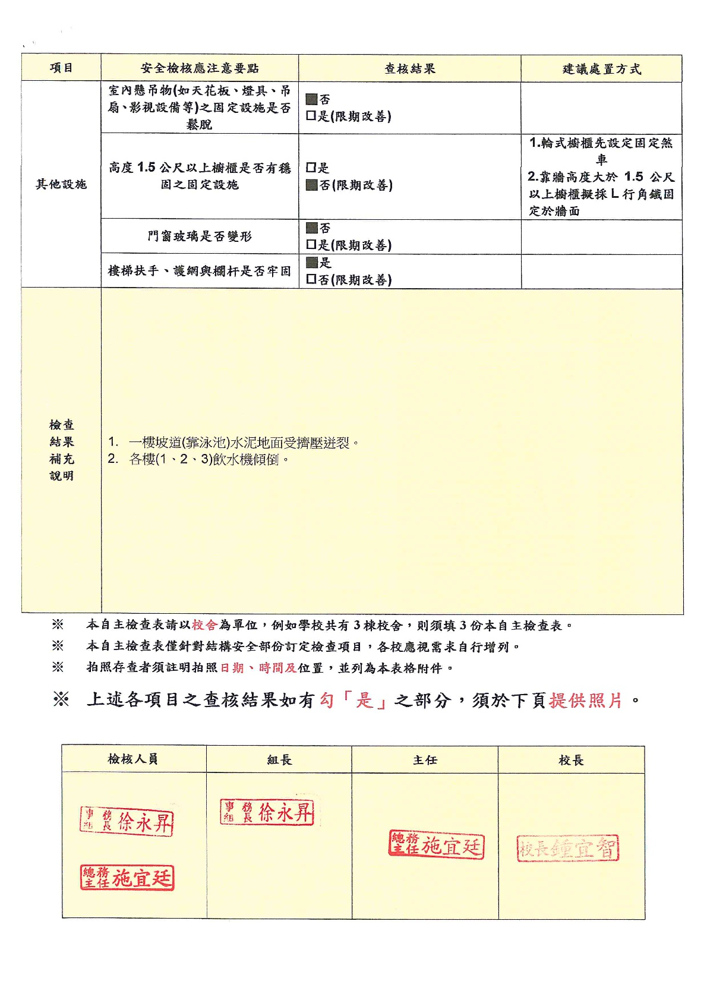 項目 安全檢核應注意要點 查核結果 建議處置方式
其他設施
室內懸吊物(如天花板、燈具、吊
扇、影視設備等)之固定設施是否
鬆脫
■否
□是(限期改善)
高度 1.5 公尺以上櫥櫃是否有穩
固之固定設施
□是
■否(限期改善)
1.輪式櫥櫃先設定固定煞
車
2.靠牆高度大於 1.5 公尺
以上櫥櫃擬採 L 行角鐵固
定於牆面
門窗玻璃是否變形
■否
□是(限期改善)
樓梯扶手、護網與欄杆是否牢固
■是
□否(限期改善)
檢查
結果
補充
說明
1. 一樓坡道(靠泳池)水泥地面受擠壓迸裂。
2. 各樓(1、2、3)飲水機傾倒。
※ 本自主檢查表請以校舍為單位，例如學校共有 3 棟校舍，則須填 3 份本自主檢查表。
※ 本自主檢查表僅針對結構安全部份訂定檢查項目，各校應視需求自行增列。
※ 拍照存查者須註明拍照日期、時間及位置，並列為本表格附件。
※ 上述各項目之查核結果如有勾「是」之部分，須於下頁提供照片。
檢核人員 組長 主任 校長
事務組長 徐永昇
總務主任 施宜廷
事務組長 徐永昇
總務主任 施宜廷
校長 鍾宜智